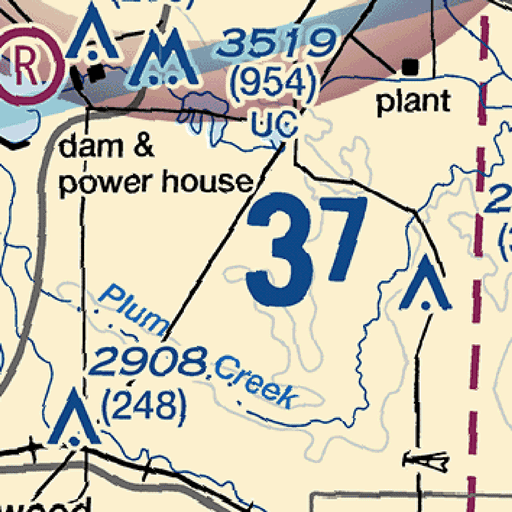 R
3519
(954)
UC
plant
dam &
power house
37
Plum Creek
2908
(248)